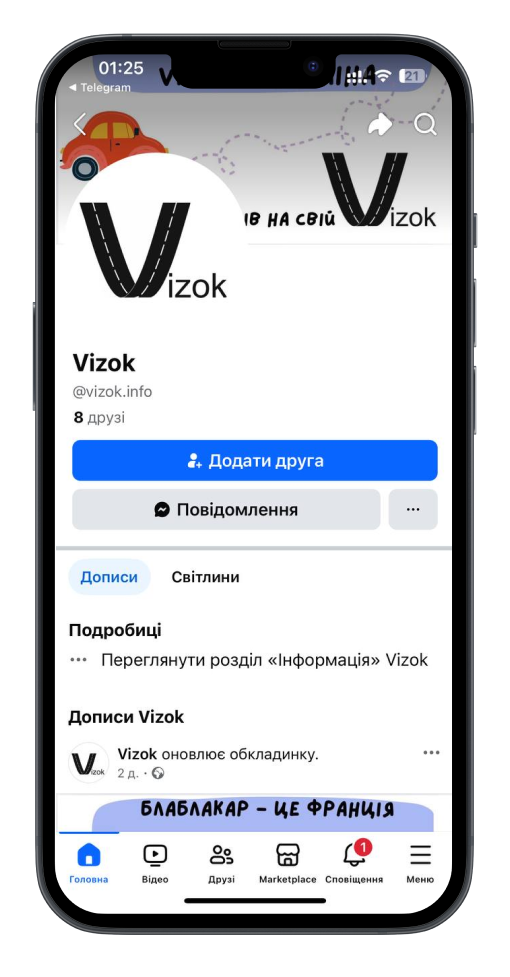 01:25
21
◄ Telegram
ІВ НА СВІЙ
Vizok
Vizok
Vizok
@vizok.info
8 друзі
Додати друга
Повідомлення
Дописи
Світлини
Подробиці
Переглянути розділ «Інформація» Vizok
Дописи Vizok
Vizok
Vizok оновлює обкладинку.
2 д. ·
БЛАБЛАКАР – ЦЕ ФРАНЦІЯ
1
Головна
Відео
Друзі
Marketplace
Сповіщення
Меню